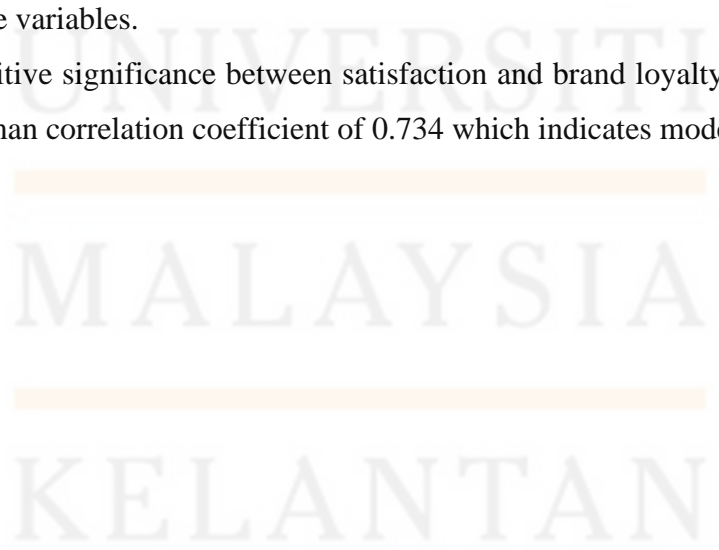 e variables.
UNIVERSITI
itive significance between satisfaction and brand loyalty
nan correlation coefficient of 0.734 which indicates mode
MALAYSIA
KELANTAN